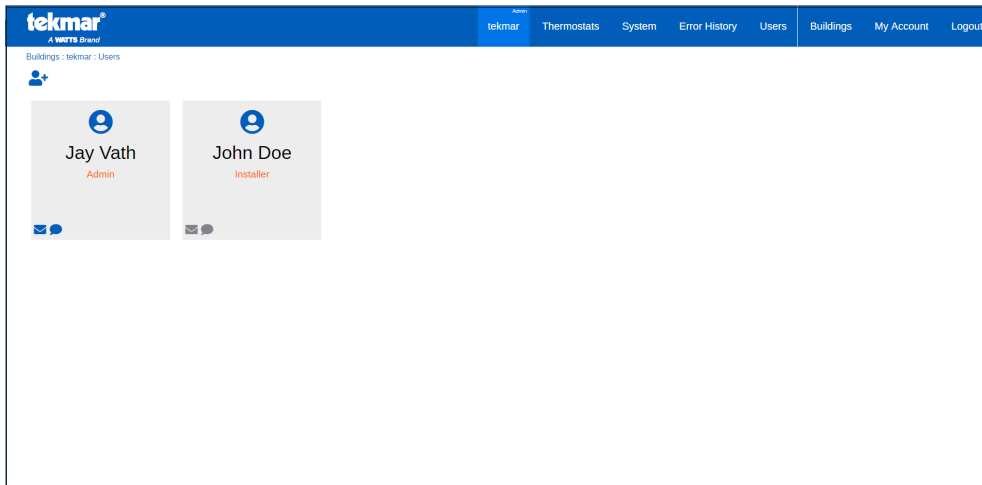 tekmar®
A WATTS Brand
Admin
tekmar Thermostats System Error History Users Buildings My Account Logout
Buildings : tekmar : Users
Jay Vath
Admin
John Doe
Installer